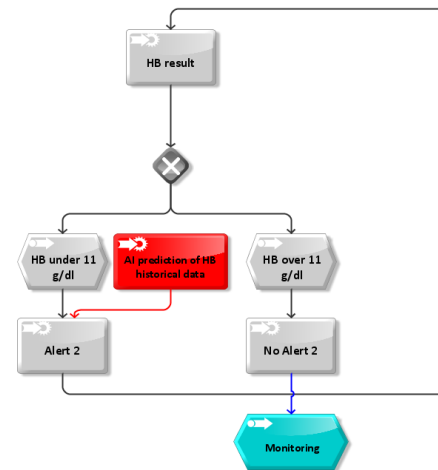 HB result
HB under 11
g/dl
AI prediction of HB
historical data
HB over 11
g/dl
Alert 2
No Alert 2
Monitoring